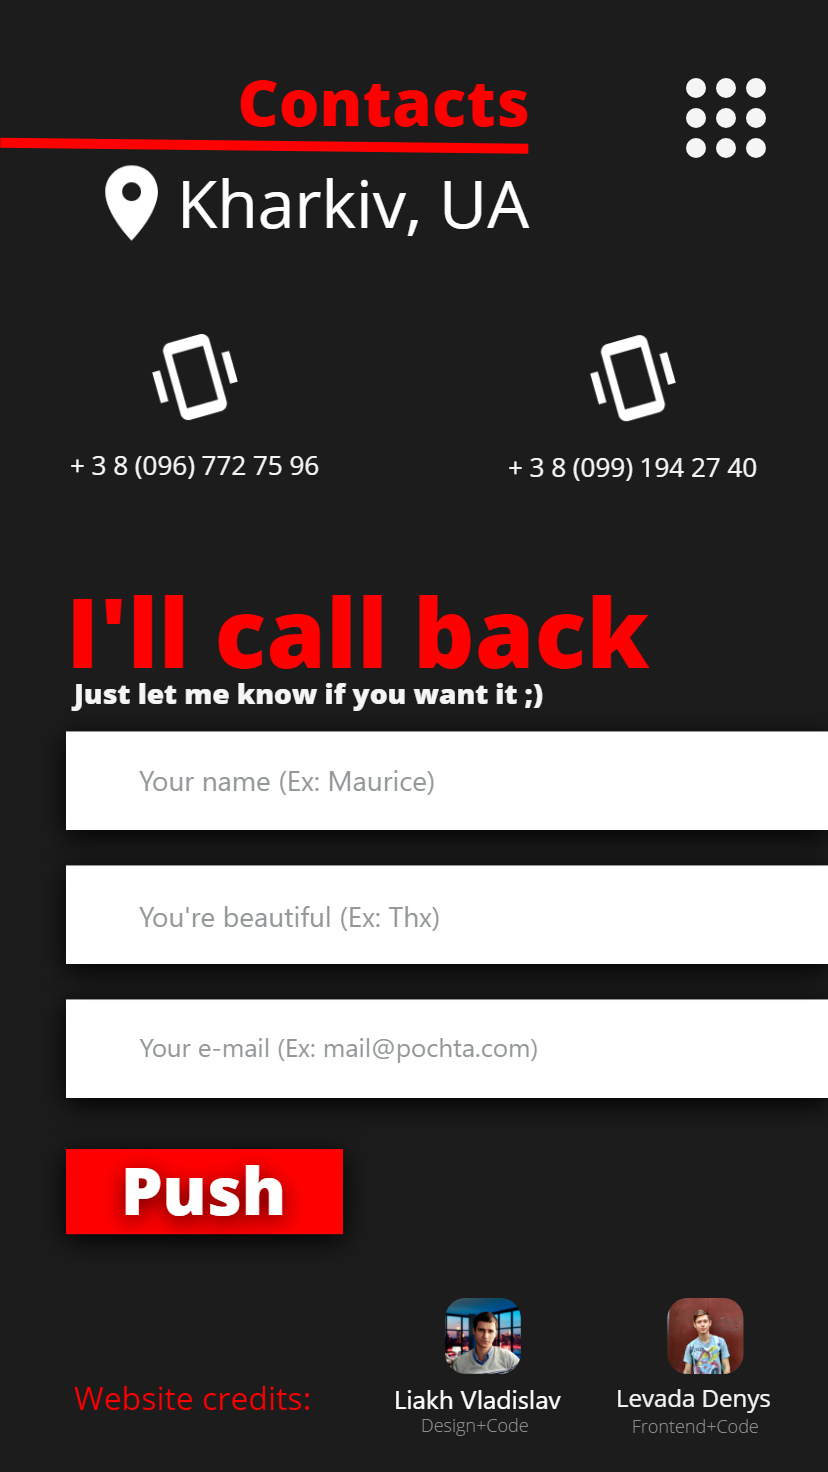 Contacts
Kharkiv, UA
+ 3 8 (096) 772 75 96
+ 3 8 (099) 194 27 40
I'll call back
Just let me know if you want it ;)
Your name (Ex: Maurice)
You're beautiful (Ex: Thx)
Your e-mail (Ex: mail@pochta.com)
Push
Website credits:
Liakh Vladislav
Design+Code
Levada Denys
Frontend+Code